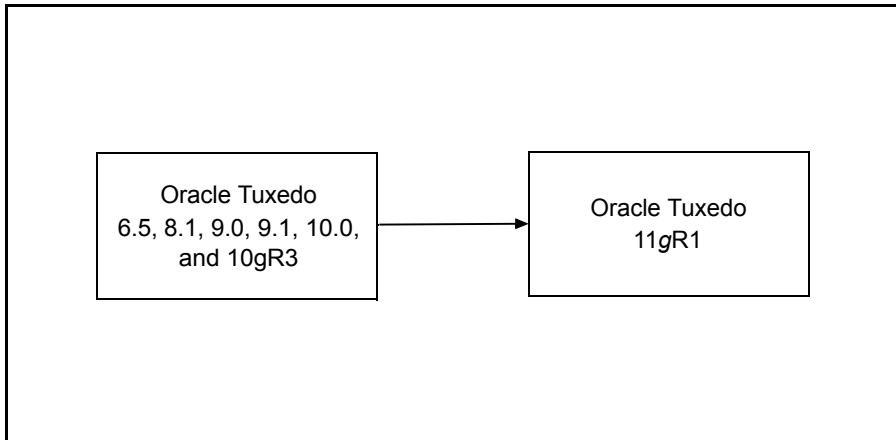 Oracle Tuxedo
6.5, 8.1, 9.0, 9.1, 10.0,
and 10gR3
Oracle Tuxedo
11gR1